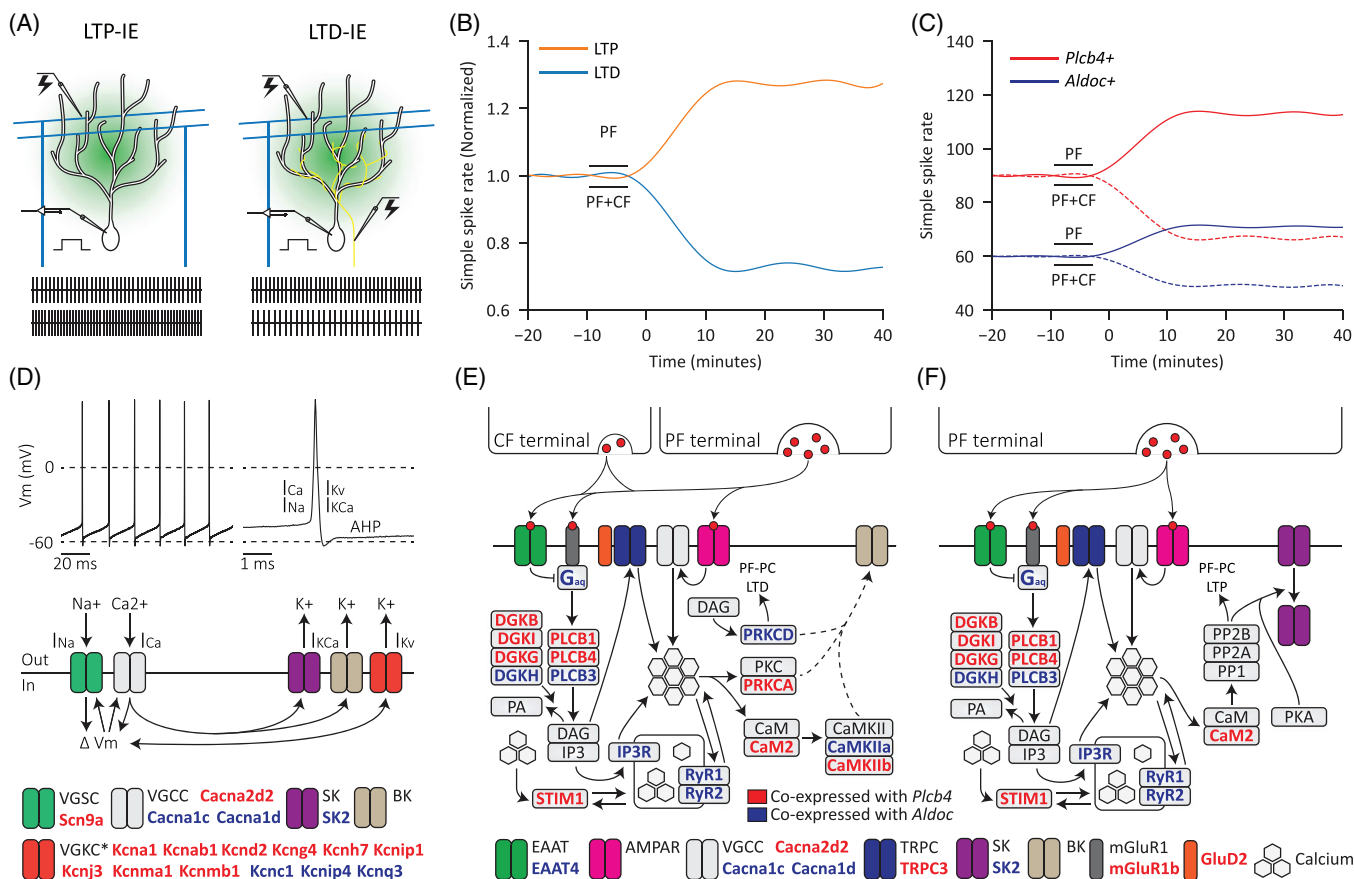 (A)
LTP-IE
LTD-IE
(B)
1.4
1.2
1.0
0.8
0.6
Simple spike rate (Normalized)
LTP
LTD
PF
PF+CF
−20
−10
0
10
20
30
40
Time (minutes)
(C)
140
120
100
80
60
40
Simple spike rate
Plcb4+
Aldoc+
PF
PF+CF
PF
PF+CF
−20
−10
0
10
20
30
40
Time (minutes)
(D)
Vm (mV)
0
-60
20 ms
ICa
INa
IKv
IKCa
AHP
1 ms
Na+
Ca2+
K+
K+
K+
INa
ICa
IKCa
IKv
Out
In
Δ Vm
VGSC
Scn9a
VGCC Cacna2d2
Cacna1c Cacna1d
SK
SK2
BK
VGKC* Kcna1 Kcnab1 Kcnd2 Kcng4 Kcnh7 Kcnip1
Kcnj3 Kcnma1 Kcnmb1 Kcnc1 Kcnip4 Kcnq3
(E)
CF terminal
PF terminal
Gaq
DGKB
DGKI
DGKG
DGKH
PLCB1
PLCB4
PLCB3
PA
DAG
IP3
IP3R
STIM1
RyR1
RyR2
PF-PC
LTD
DAG
PRKCD
PKC
PRKCA
CaM
CaM2
CaMKII
CaMKIIa
CaMKIIb
Co-expressed with Plcb4
Co-expressed with Aldoc
(F)
PF terminal
Gaq
DGKB
DGKI
DGKG
DGKH
PLCB1
PLCB4
PLCB3
PA
DAG
IP3
IP3R
STIM1
RyR1
RyR2
PF-PC
LTP
PP2B
PP2A
PP1
CaM
CaM2
PKA
EAAT
EAAT4
AMPAR
VGCC Cacna2d2
Cacna1c Cacna1d
TRPC
TRPC3
SK
SK2
BK
mGluR1
mGluR1b
GluD2
Calcium